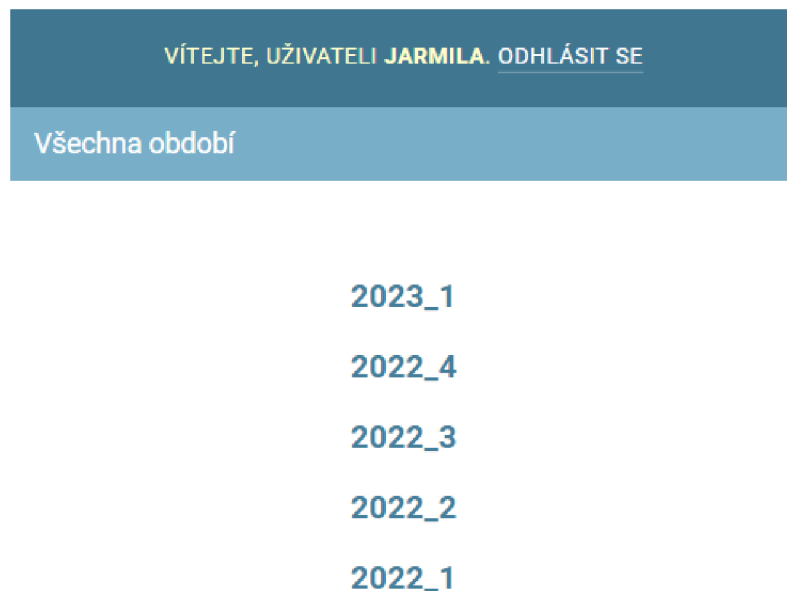 VÍTEJTE, UŽIVATELI JARMILA. ODHLÁSIT SE
Všechna období
2023_1
2022_4
2022_3
2022_2
2022_1